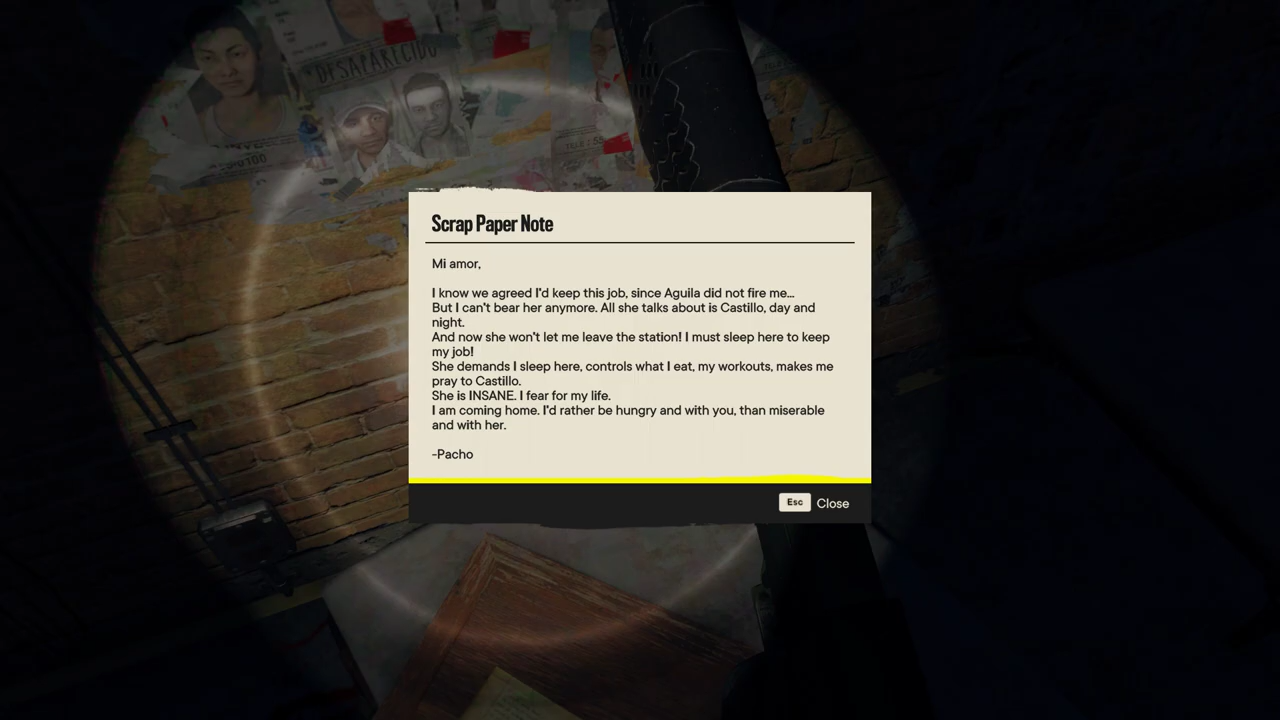 "DESAPARECIDO
Scrap Paper Note
Mi amor,
I know we agreed I'd keep this job, since Aguila did not fire me...
But I can't bear her anymore. All she talks about is Castillo, day and
night.
And now she won't let me leave the station! I must sleep here to keep
my job!
She demands I sleep here, controls what I eat, my workouts, makes me
pray to Castillo.
She is INSANE. I fear for my life.
I am coming home. I'd rather be hungry and with you, than miserable
and with her.
-Pacho
Esc Close